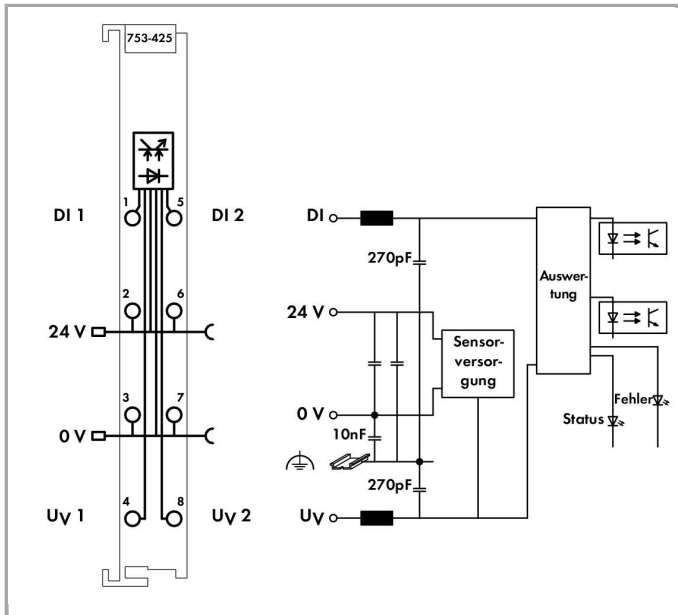 753-425
1 5
DI 1 DI 2
2 6
24 V
3 7
0 V
4 8
UV 1 UV 2
DI
270pF
24 V
0 V
10nF
270pF
UV
Sensor-
versor-
gung
Auswer-
tung
Fehler
Status